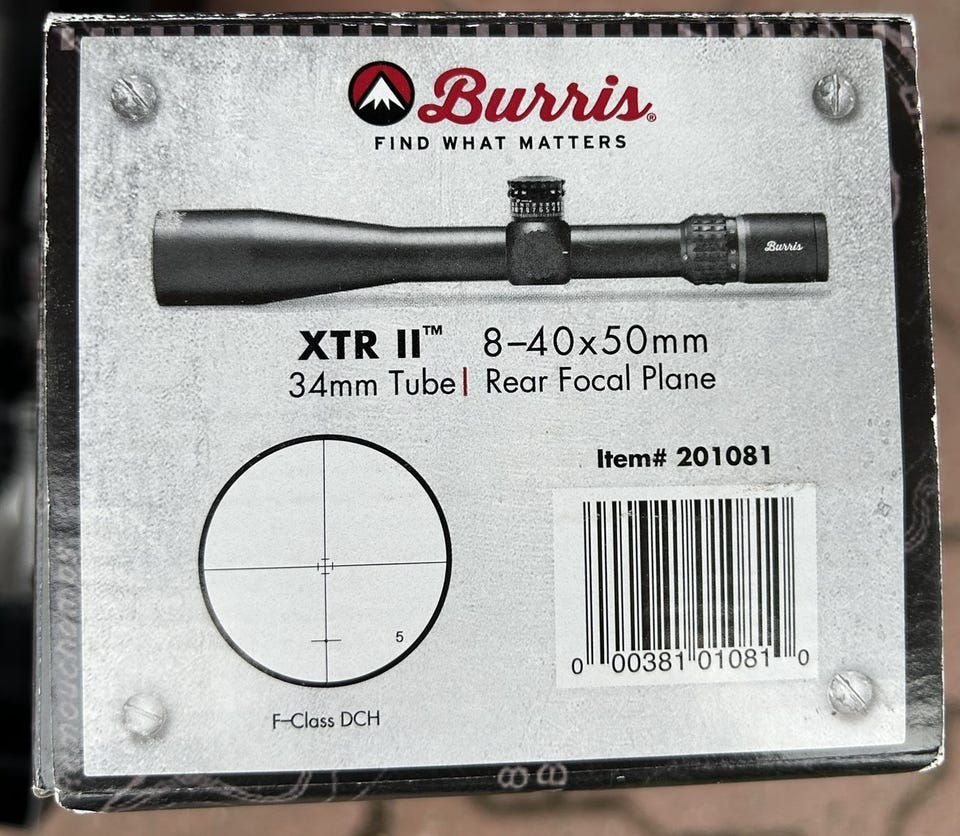 Burris®
FIND WHAT MATTERS
Burris
XTR II™ 8–40x50mm
34mm Tube | Rear Focal Plane
Item# 201081
5
0 00381 01081 0
F–Class DCH